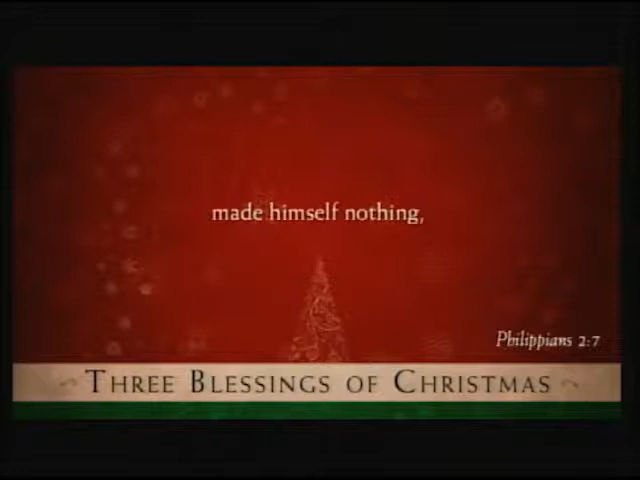 made himself nothing,
Philippians 2:7
Three Blessings of Christmas